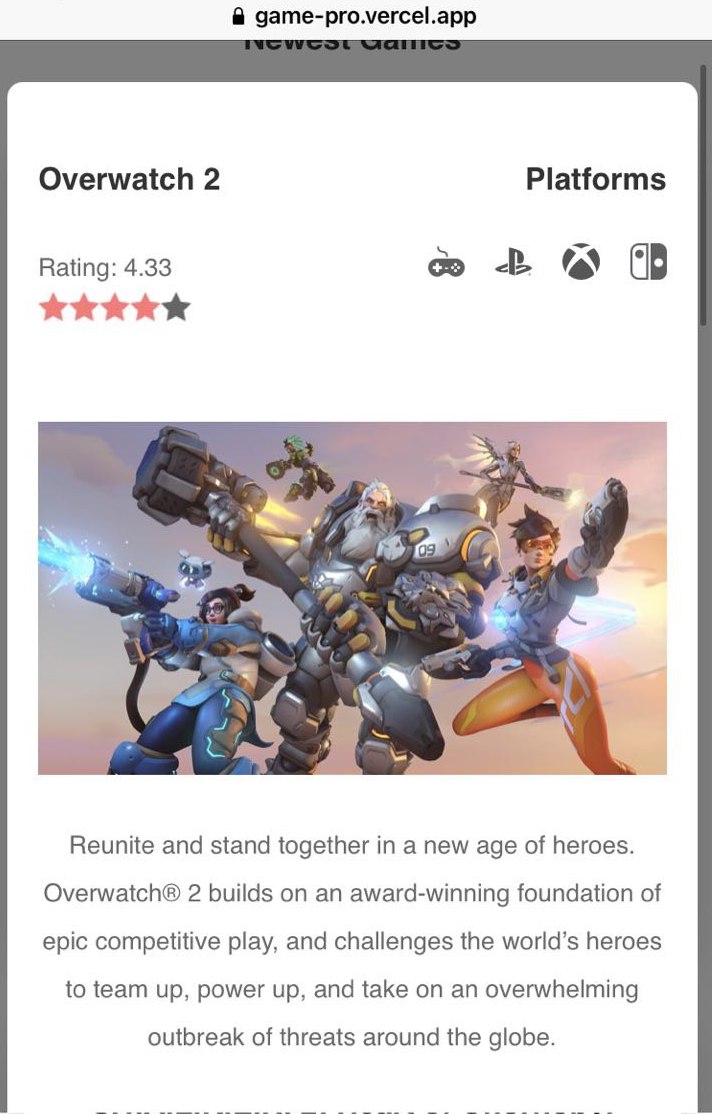 game-pro.vercel.app
Newest Games
Overwatch 2
Platforms
Rating: 4.33
09
Reunite and stand together in a new age of heroes.
Overwatch® 2 builds on an award-winning foundation of
epic competitive play, and challenges the world’s heroes
to team up, power up, and take on an overwhelming
outbreak of threats around the globe.